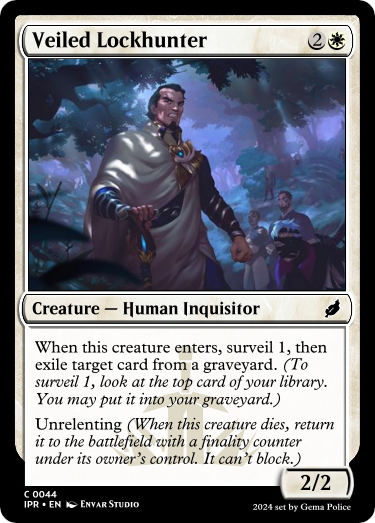 Veiled Lockhunter 2
Creature — Human Inquisitor
When this creature enters, surveil 1, then
exile target card from a graveyard. (To
surveil 1, look at the top card of your library.
You may put it into your graveyard.)
Unrelenting (When this creature dies, return
it to the battlefield with a finality counter
under its owner's control. It can't block.)
2/2
C 0044
IPR • EN Envar Studio
2024 set by Gema Police